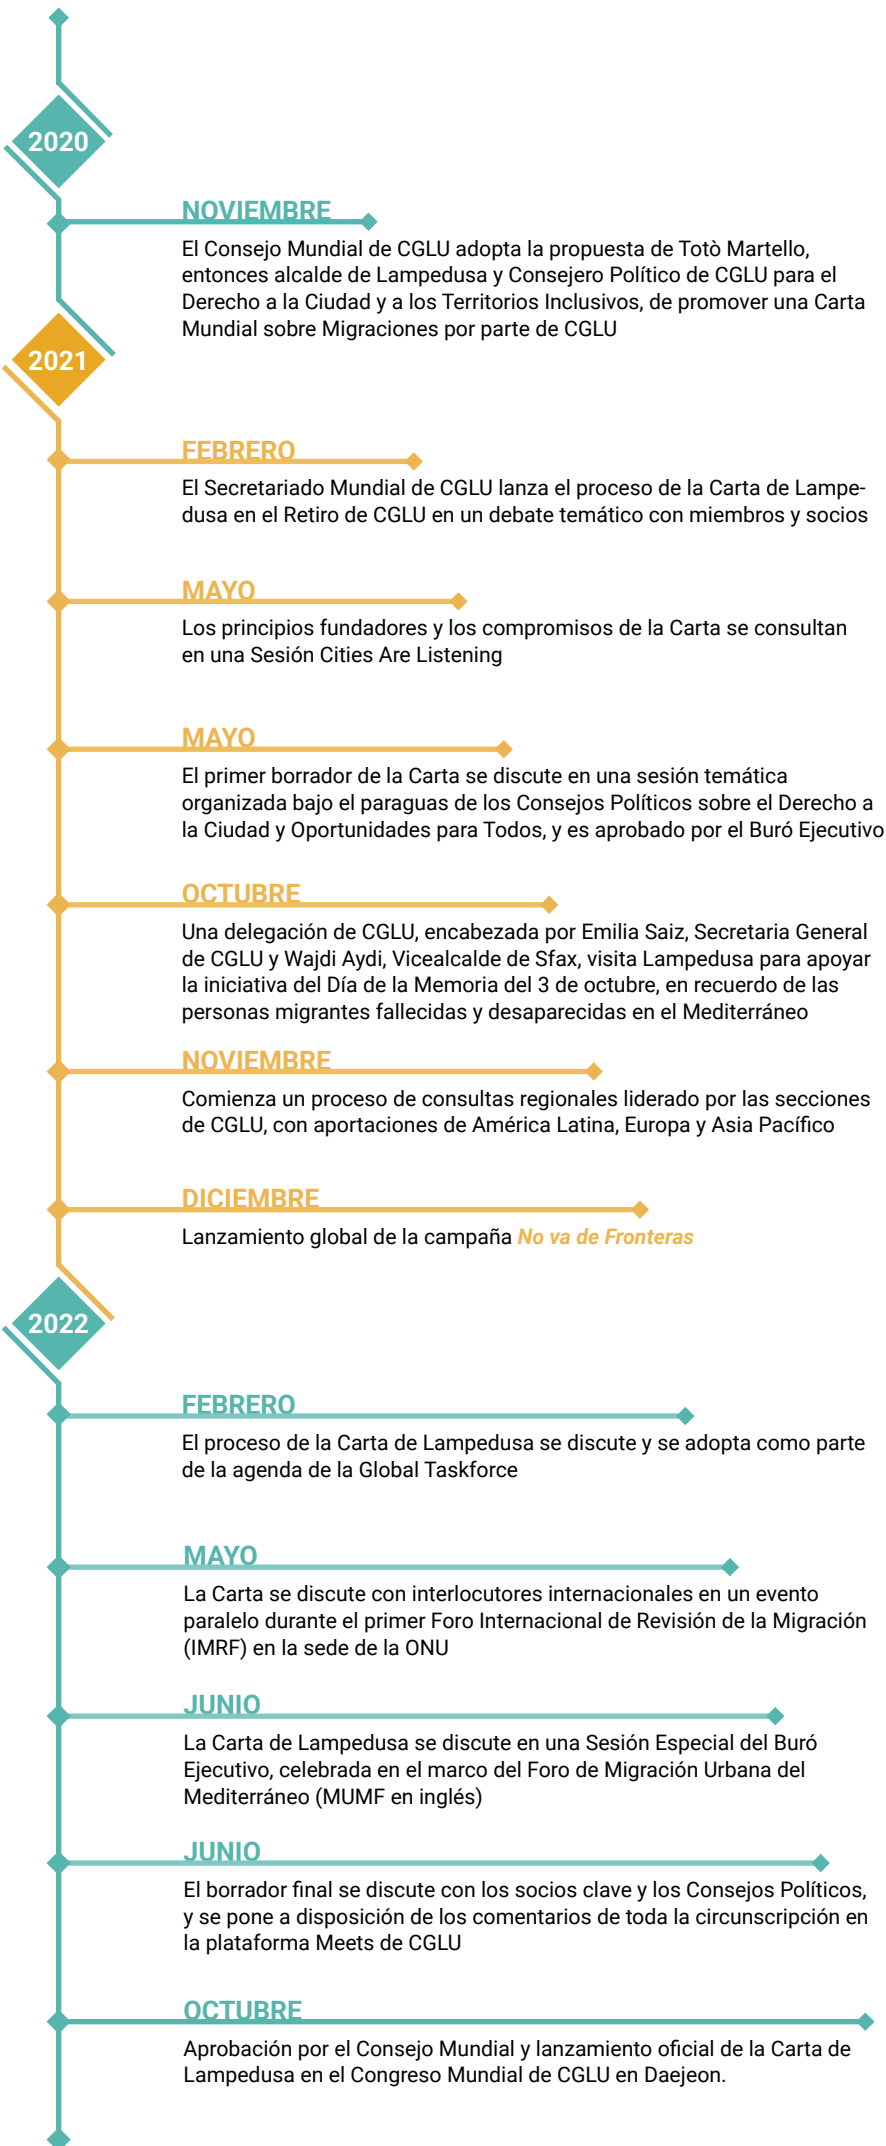 2020
NOVIEMBRE
El Consejo Mundial de CGLU adopta la propuesta de Totò Martello,
entonces alcalde de Lampedusa y Consejero Político de CGLU para el
Derecho a la Ciudad y a los Territorios Inclusivos, de promover una Carta
Mundial sobre Migraciones por parte de CGLU
2021
FEBRERO
El Secretariado Mundial de CGLU lanza el proceso de la Carta de Lampe-
dusa en el Retiro de CGLU en un debate temático con miembros y socios
MAYO
Los principios fundadores y los compromisos de la Carta se consultan
en una Sesión Cities Are Listening
MAYO
El primer borrador de la Carta se discute en una sesión temática
organizada bajo el paraguas de los Consejos Políticos sobre el Derecho a
la Ciudad y Oportunidades para Todos, y es aprobado por el Buró Ejecutivo
OCTUBRE
Una delegación de CGLU, encabezada por Emilia Saiz, Secretaria General
de CGLU y Wajdi Aydi, Vicealcalde de Sfax, visita Lampedusa para apoyar
la iniciativa del Día de la Memoria del 3 de octubre, en recuerdo de las
personas migrantes fallecidas y desaparecidas en el Mediterráneo
NOVIEMBRE
Comienza un proceso de consultas regionales liderado por las secciones
de CGLU, con aportaciones de América Latina, Europa y Asia Pacífico
DICIEMBRE
Lanzamiento global de la campaña No va de Fronteras
2022
FEBRERO
El proceso de la Carta de Lampedusa se discute y se adopta como parte
de la agenda de la Global Taskforce
MAYO
La Carta se discute con interlocutores internacionales en un evento
paralelo durante el primer Foro Internacional de Revisión de la Migración
(IMRF) en la sede de la ONU
JUNIO
La Carta de Lampedusa se discute en una Sesión Especial del Buró
Ejecutivo, celebrada en el marco del Foro de Migración Urbana del
Mediterráneo (MUMF en inglés)
JUNIO
El borrador final se discute con los socios clave y los Consejos Políticos,
y se pone a disposición de los comentarios de toda la circunscripción en
la plataforma Meets de CGLU
OCTUBRE
Aprobación por el Consejo Mundial y lanzamiento oficial de la Carta de
Lampedusa en el Congreso Mundial de CGLU en Daejeon.